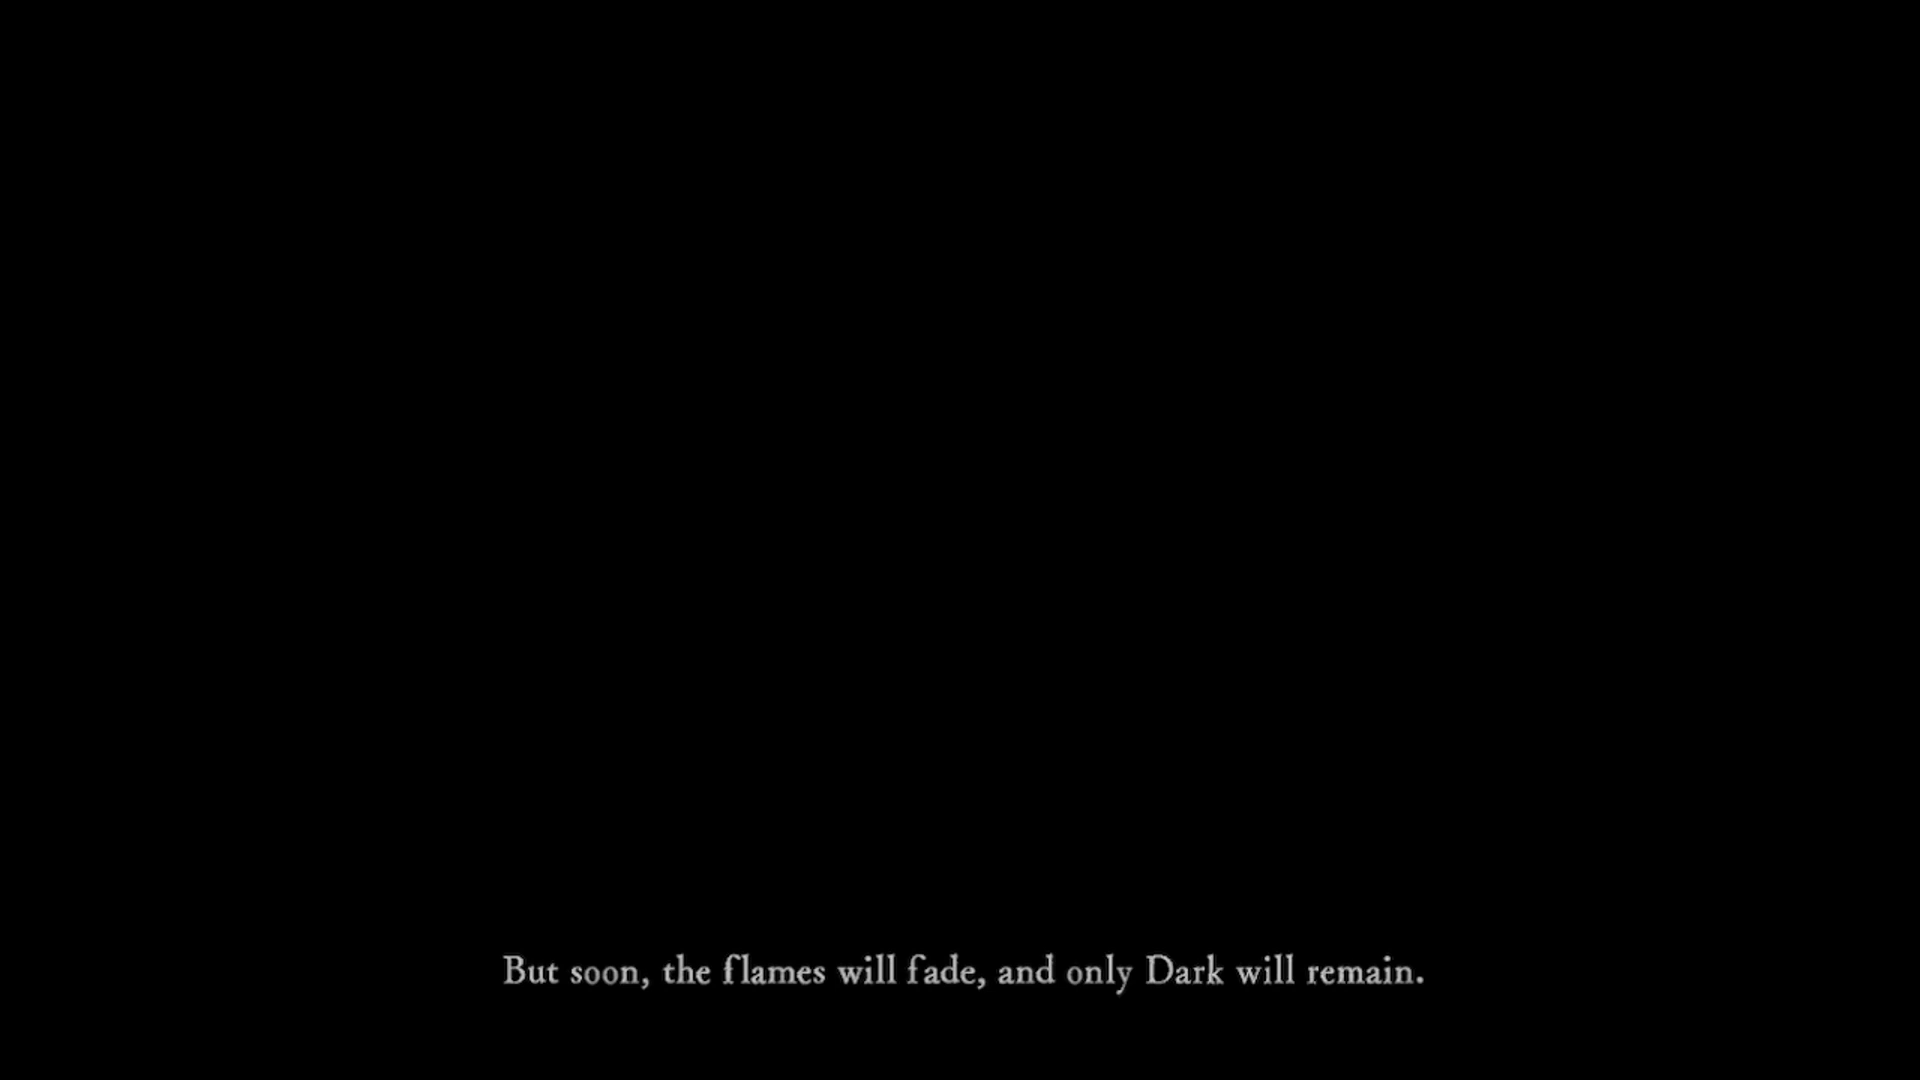 But soon, the flames will fade, and only Dark will remain.